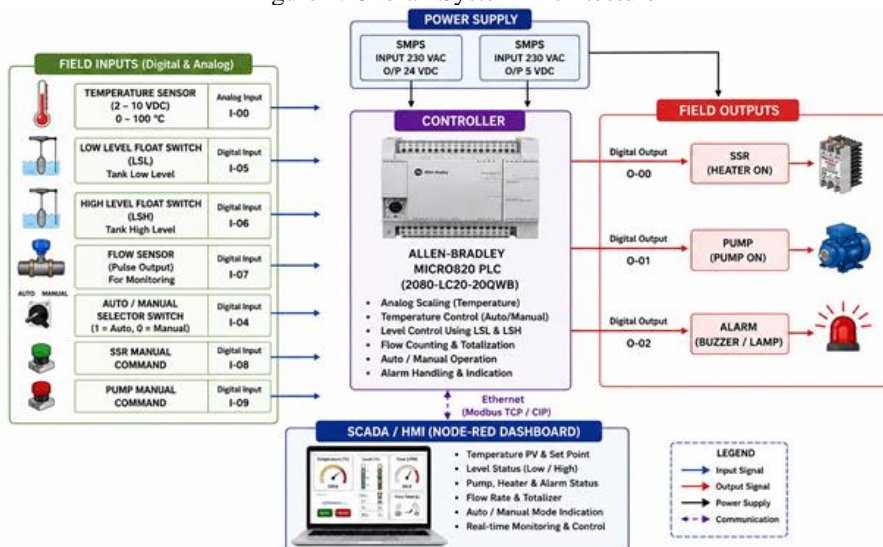 POWER SUPPLY
SMPS
INPUT 230 VAC
O/P 24 VDC
SMPS
INPUT 230 VAC
O/P 5 VDC
FIELD INPUTS (Digital & Analog)
TEMPERATURE SENSOR
(2 – 10 VDC)
0 – 100 °C
Analog Input
I-00
LOW LEVEL FLOAT SWITCH
(LSL)
Tank Low Level
Digital Input
I-05
HIGH LEVEL FLOAT SWITCH
(LSH)
Tank High Level
Digital Input
I-06
FLOW SENSOR
(Pulse Output)
For Monitoring
Digital Input
I-07
AUTO MANUAL
AUTO / MANUAL
SELECTOR SWITCH
(1 = Auto, 0 = Manual)
Digital Input
I-04
SSR MANUAL
COMMAND
Digital Input
I-08
PUMP MANUAL
COMMAND
Digital Input
I-09
CONTROLLER
ALLEN-BRADLEY
MICRO820 PLC
(2080-LC20-20QWB)
• Analog Scaling (Temperature)
• Temperature Control (Auto/Manual)
• Level Control Using LSL & LSH
• Flow Counting & Totalization
• Auto / Manual Operation
• Alarm Handling & Indication
FIELD OUTPUTS
Digital Output
O-00
SSR
(HEATER ON)
Digital Output
O-01
PUMP
(PUMP ON)
Digital Output
O-02
ALARM
(BUZZER / LAMP)
Ethernet
(Modbus TCP / CIP)
SCADA / HMI (NODE-RED DASHBOARD)
• Temperature PV & Set Point
• Level Status (Low / High)
• Pump, Heater & Alarm Status
• Flow Rate & Totalizer
• Auto / Manual Mode Indication
• Real-time Monitoring & Control
LEGEND
Input Signal
Output Signal
Power Supply
Communication